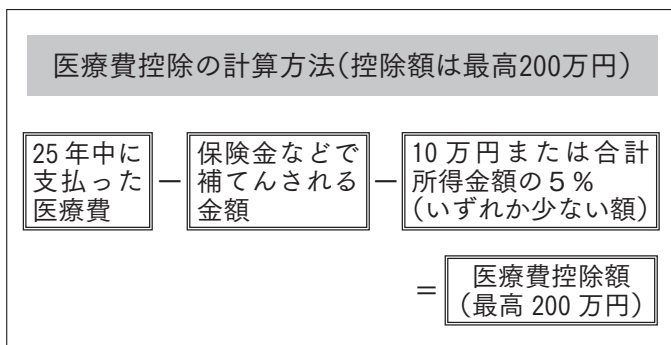 医療費控除の計算方法(控除額は最高200万円)
25年中に
支払った
医療費
−
保険金などで
補てんされる
金額
−
10万円または合計
所得金額の5%
(いずれか少ない額)
=
医療費控除額
(最高200万円)